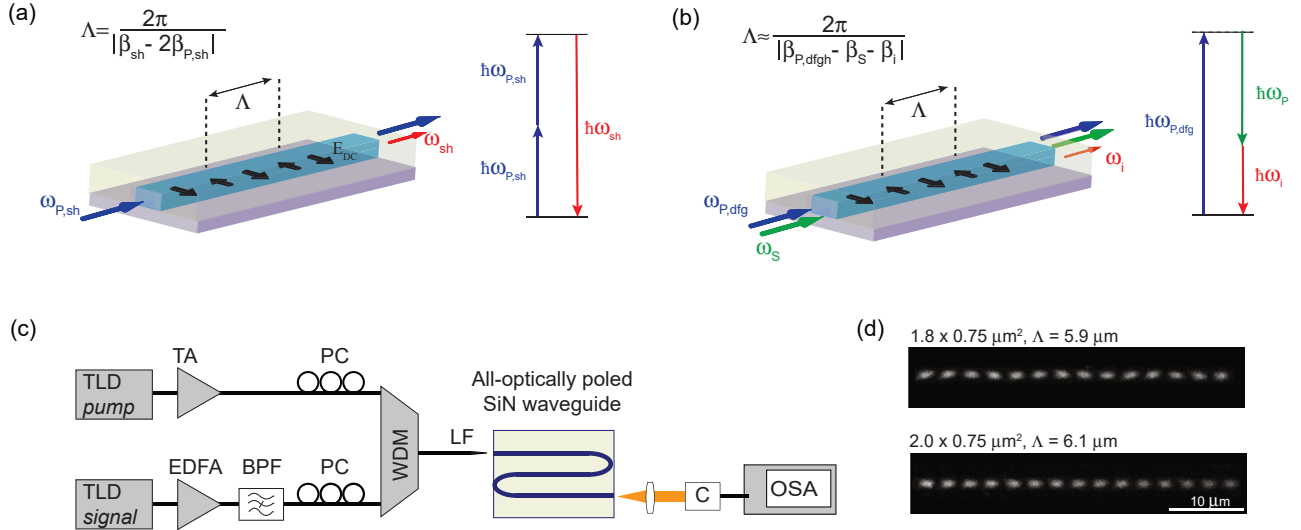 (a)
Λ= 2π
|β_sh - 2β_P,sh|
Λ
E_DC
ω_P,sh
ω_sh
ħω_P,sh
ħω_P,sh
ħω_sh
(b)
Λ≈ 2π
|β_P,dfgh - β_S - β_i|
Λ
ω_P,dfg
ω_S
ω_i
ħω_P,dfg
ħω_P
ħω_i
(c)
TLD
pump
TA
PC
TLD
signal
EDFA
BPF
PC
WDM
LF
All-optically poled
SiN waveguide
C
OSA
(d)
1.8 x 0.75 μm², Λ = 5.9 μm
2.0 x 0.75 μm², Λ = 6.1 μm
10 μm